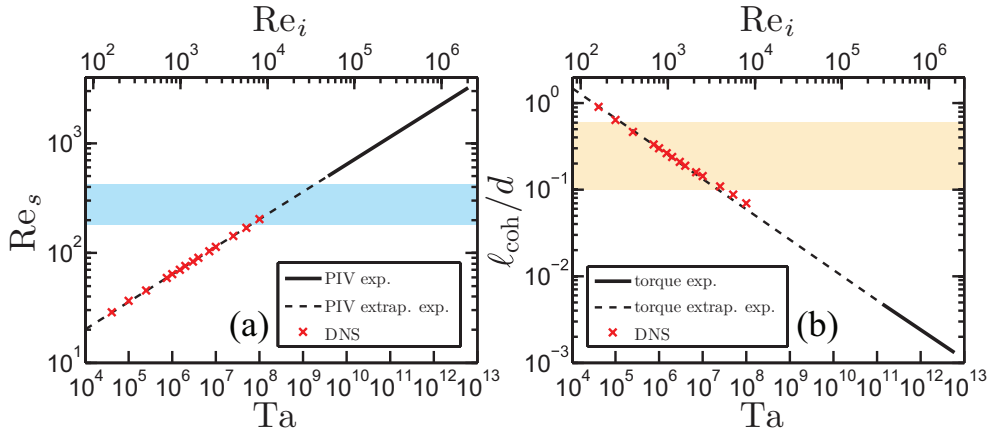 Re_i
10^2 10^3 10^4 10^5 10^6
Re_s
10^3
10^2
10^1
PIV exp.
PIV extrap. exp.
DNS
(a)
10^4 10^5 10^6 10^7 10^8 10^9 10^10 10^11 10^12 10^13
Ta
Re_i
10^2 10^3 10^4 10^5 10^6
ℓ_coh/d
10^0
10^-1
10^-2
10^-3
torque exp.
torque extrap. exp.
DNS
(b)
10^4 10^5 10^6 10^7 10^8 10^9 10^10 10^11 10^12 10^13
Ta